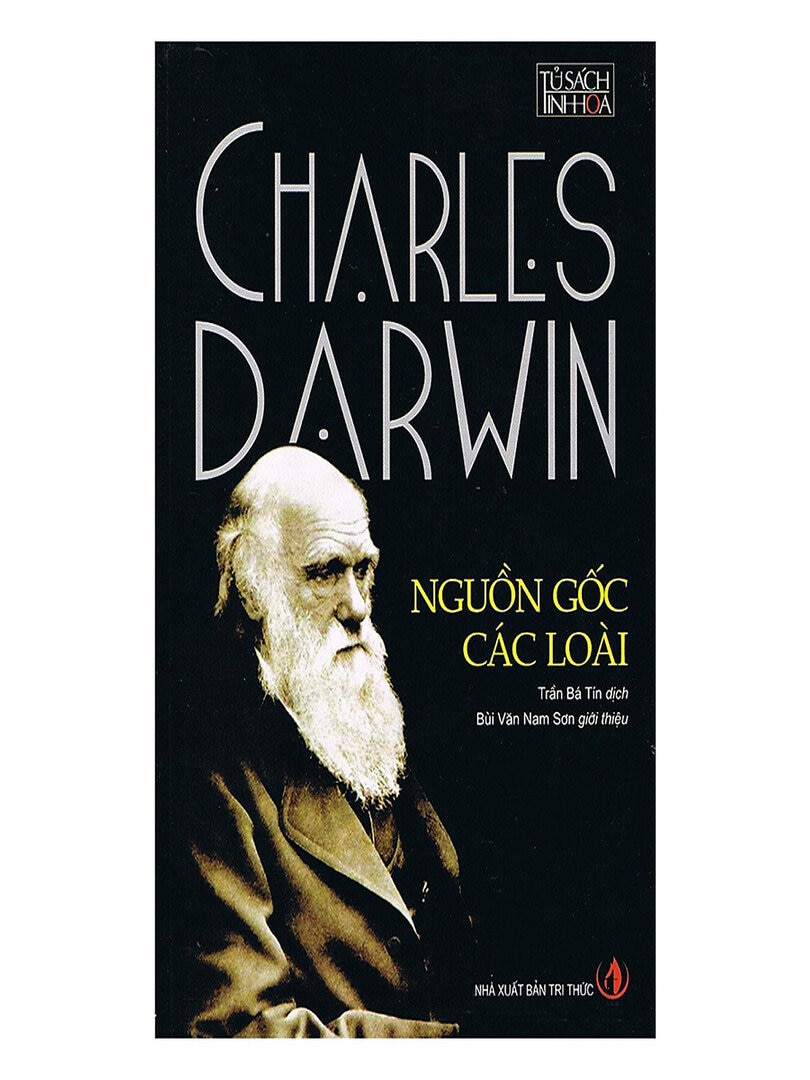 TỦ SÁCH
TINH HOA
CHARLES
DARWIN
NGUỒN GỐC
CÁC LOÀI
Trần Bá Tín dịch
Bùi Văn Nam Sơn giới thiệu
NHÀ XUẤT BẢN TRI THỨC